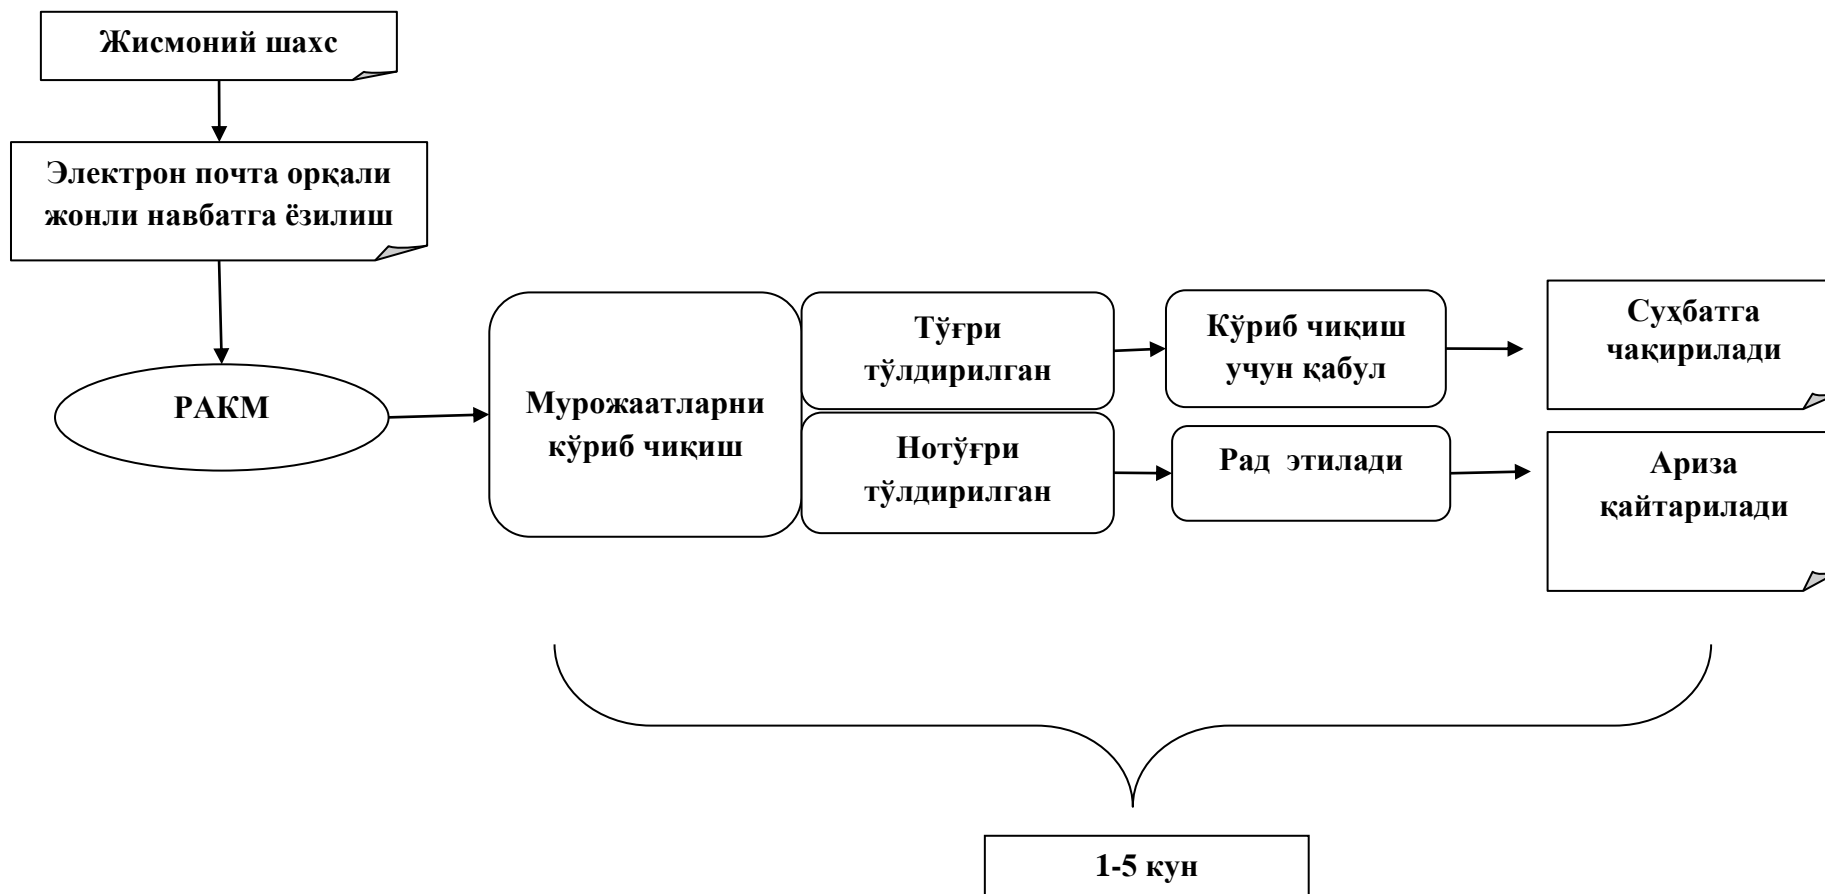 Жисмоний шахс
Электрон почта орқали
жонли навбатга ёзилиш
РАКМ
Мурожаатларни
кўриб чиқиш
Тўғри
тўлдирилган
Кўриб чиқиш
учун қабул
Суҳбатга
чақирилади
Нотўғри
тўлдирилган
Рад этилади
Ариза
қайтарилади
1-5 кун